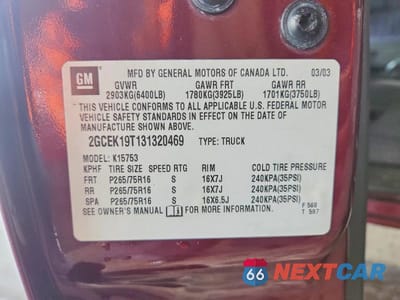 GM
MFD BY GENERAL MOTORS OF CANADA LTD. 03/03
GVWR GAWR FRT GAWR RR
2903KG(6400LB) 1780KG(3925LB) 1701KG(3750LB)
THIS VEHICLE CONFORMS TO ALL APPLICABLE U.S. FEDERAL MOTOR
VEHICLE SAFETY STANDARDS IN EFFECT ON THE DATE OF
MANUFACTURE SHOWN ABOVE.
2GCEK19T131320469 TYPE: TRUCK
MODEL: K15753
KPHF TIRE SIZE SPEED RTG RIM COLD TIRE PRESSURE
FRT P265/75R16 S 16X7J 240KPA(35PSI)
RR P265/75R16 S 16X7J 240KPA(35PSI)
SPA P265/75R16 S 16X6.5J 240KPA(35PSI)
SEE OWNER'S MANUAL FOR MORE INFORMATION.
F 560
T 597
66 NEXTCAR